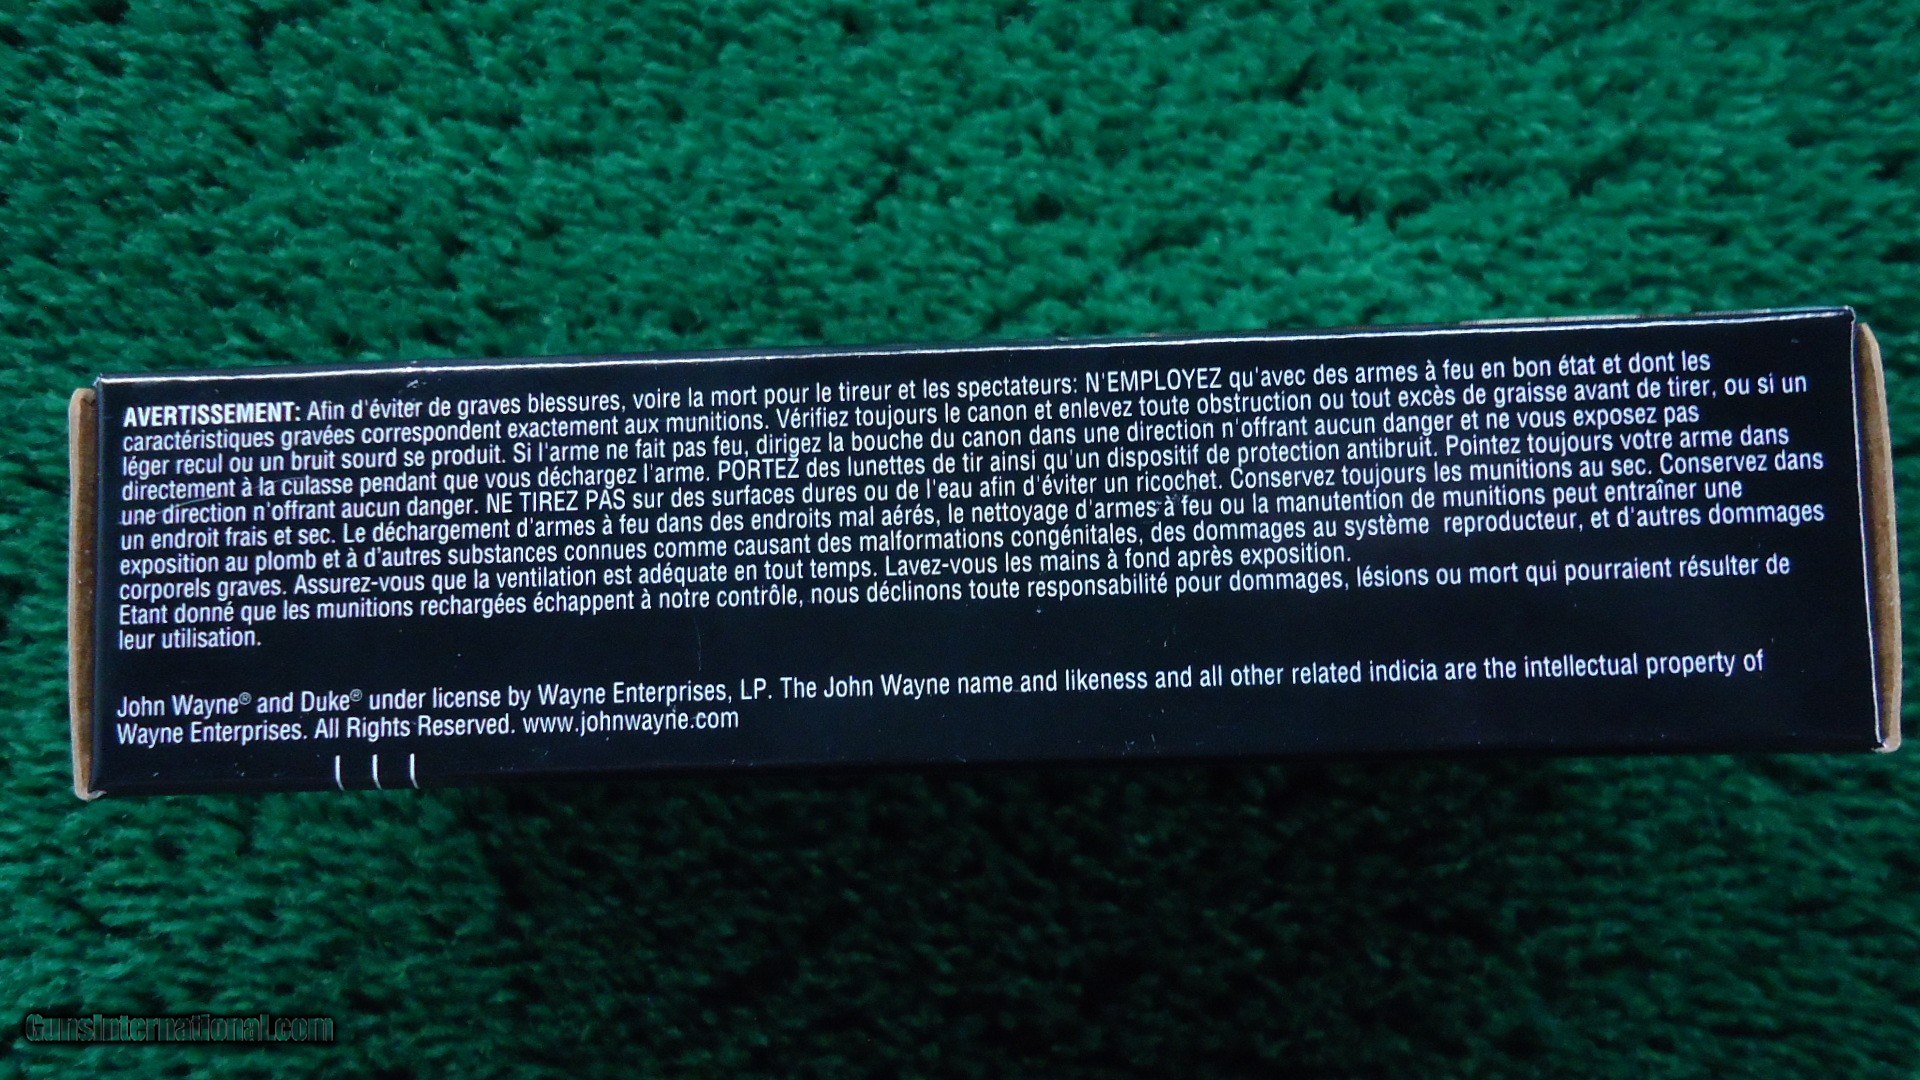 AVERTISSEMENT: Afin d'éviter de graves blessures, voire la mort pour le tireur et les spectateurs: N'EMPLOYEZ qu'avec des armes à feu en bon état et dont les
caractéristiques gravées correspondent exactement aux munitions. Vérifiez toujours le canon et enlevez toute obstruction ou tout excès de graisse avant de tirer, ou si un
léger recul ou un bruit sourd se produit. Si l'arme ne fait pas feu, dirigez la bouche du canon dans une direction n'offrant aucun danger et ne vous exposez pas
directement à la culasse pendant que vous déchargez l'arme. PORTEZ des lunettes de tir ainsi qu'un dispositif de protection antibruit. Pointez toujours votre arme dans
une direction n'offrant aucun danger. NE TIREZ PAS sur des surfaces dures ou de l'eau afin d'éviter un ricochet. Conservez toujours les munitions au sec. Conservez dans
un endroit frais et sec. Le déchargement d'armes à feu dans des endroits mal aérés, le nettoyage d'armes à feu ou la manutention de munitions peut entraîner une
exposition au plomb et à d'autres substances connues comme causant des malformations congénitales, des dommages au système reproducteur, et d'autres dommages
corporels graves. Assurez-vous que la ventilation est adéquate en tout temps. Lavez-vous les mains à fond après exposition.
Etant donné que les munitions rechargées échappent à notre contrôle, nous déclinons toute responsabilité pour dommages, lésions ou mort qui pourraient résulter de
leur utilisation.
John Wayne® and Duke® under license by Wayne Enterprises, LP. The John Wayne name and likeness and all other related indicia are the intellectual property of
Wayne Enterprises. All Rights Reserved. www.johnwayne.com
GunsInternational.com